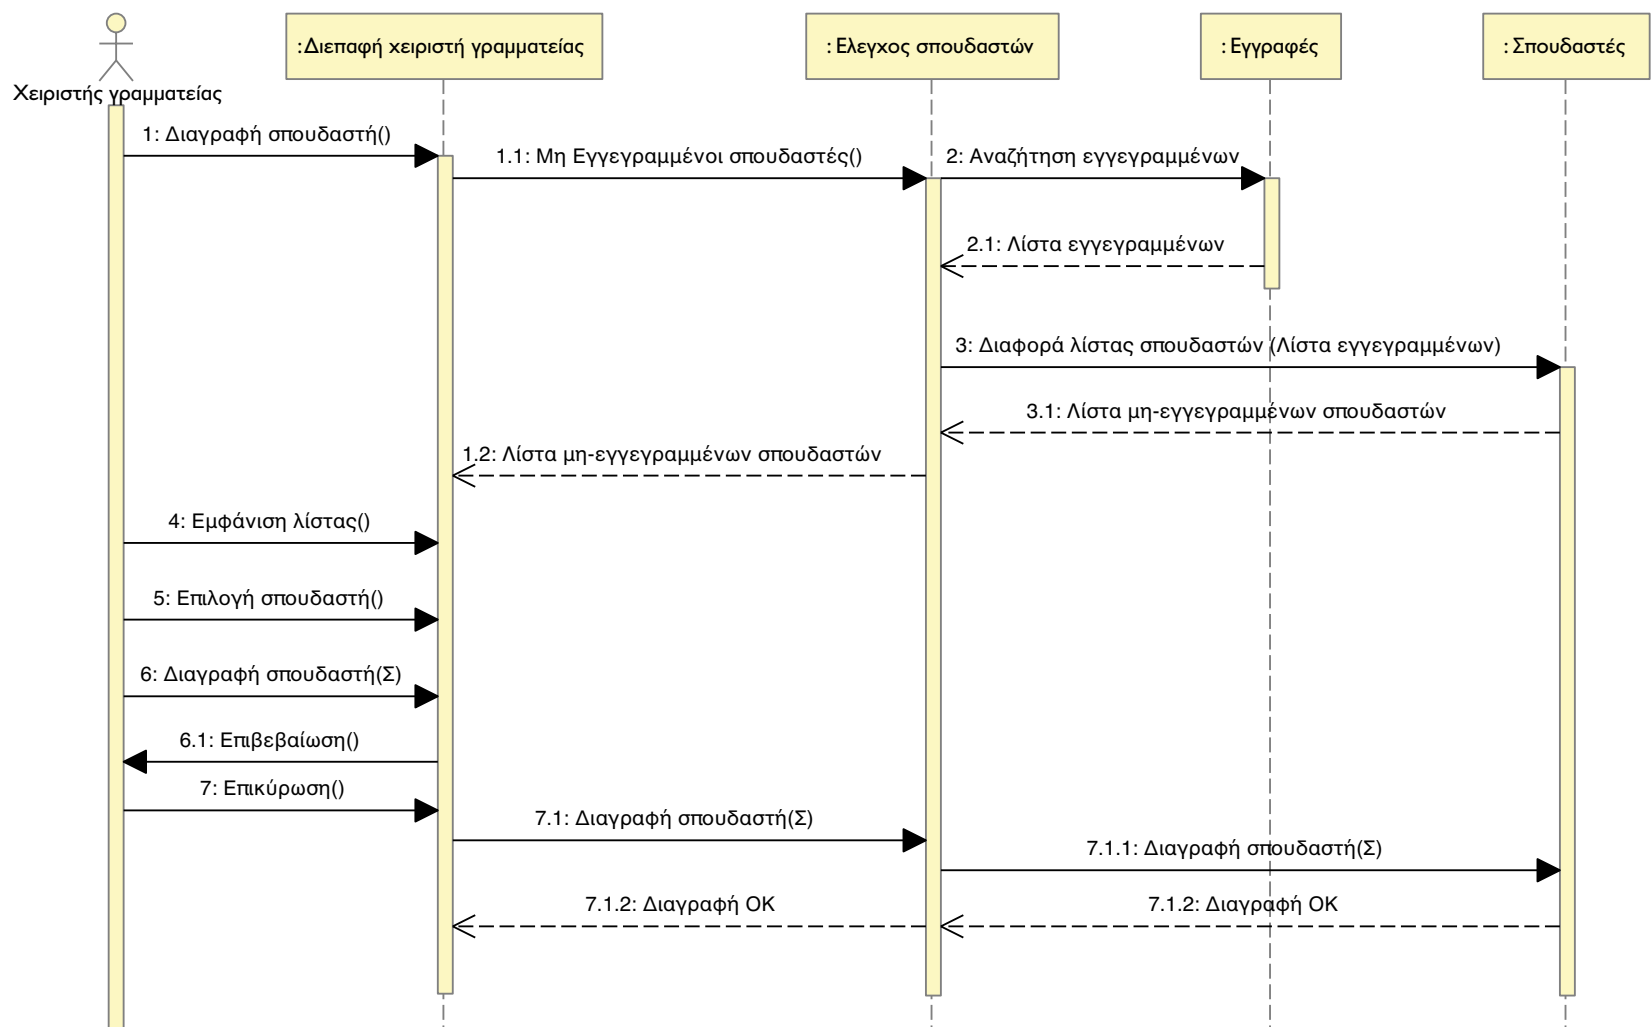 : Διεπαφή χειριστή γραμματείας
: Ελεγχος σπουδαστών
: Εγγραφές
: Σπουδαστές
Χειριστής γραμματείας
1: Διαγραφή σπουδαστή()
1.1: Μη Εγγεγραμμένοι σπουδαστές()
2: Αναζήτηση εγγεγραμμένων
2.1: Λίστα εγγεγραμμένων
3: Διαφορά λίστας σπουδαστών (Λίστα εγγεγραμμένων)
3.1: Λίστα μη-εγγεγραμμένων σπουδαστών
1.2: Λίστα μη-εγγεγραμμένων σπουδαστών
4: Εμφάνιση λίστας()
5: Επιλογή σπουδαστή()
6: Διαγραφή σπουδαστή(Σ)
6.1: Επιβεβαίωση()
7: Επικύρωση()
7.1: Διαγραφή σπουδαστή(Σ)
7.1.1: Διαγραφή σπουδαστή(Σ)
7.1.2: Διαγραφή ΟΚ
7.1.2: Διαγραφή ΟΚ